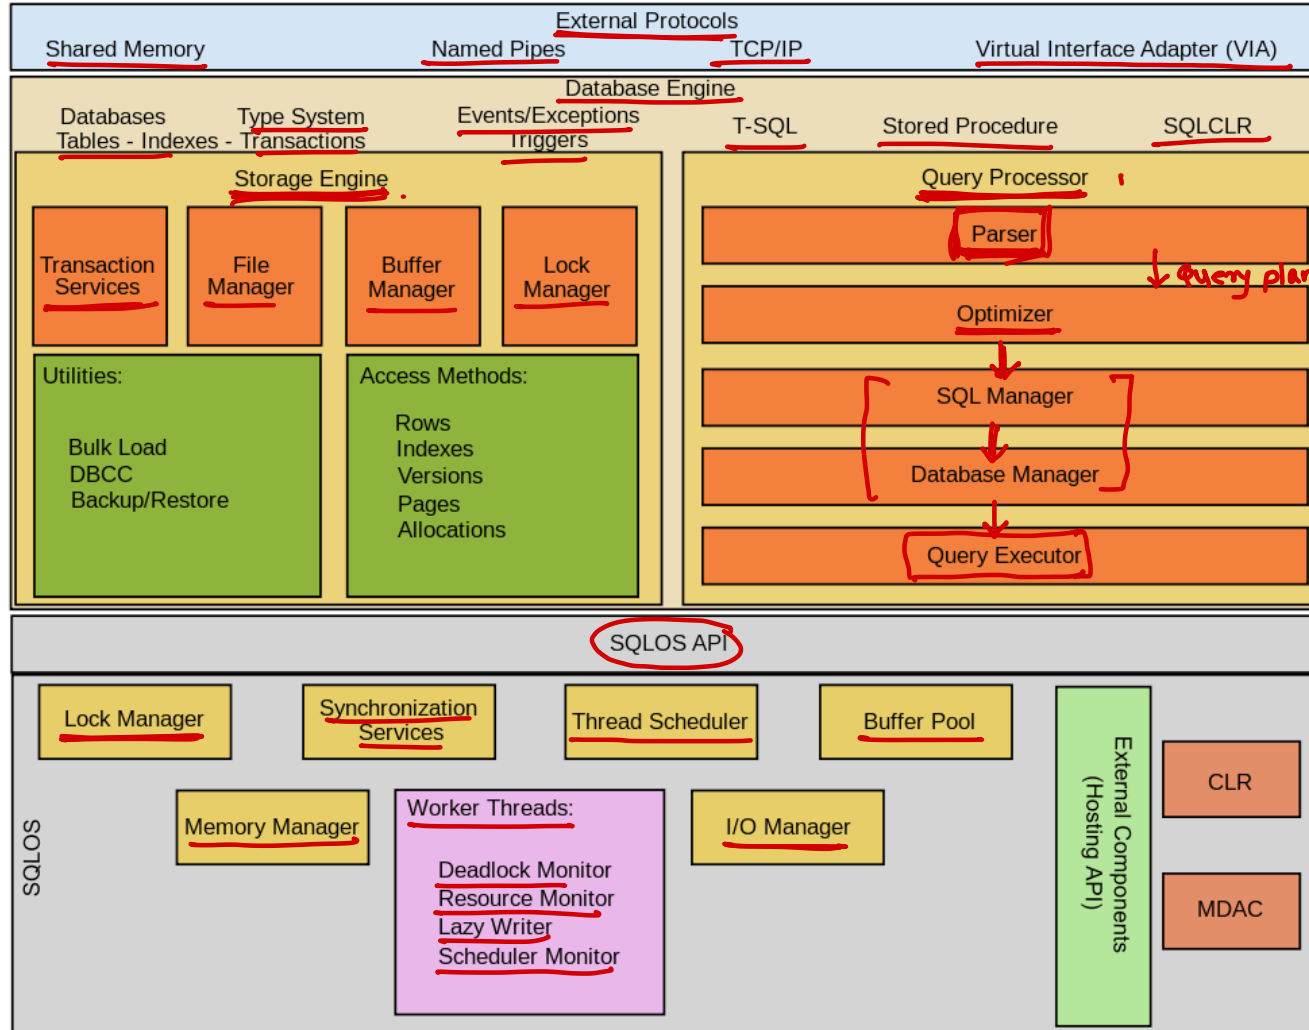 External Protocols
Shared Memory Named Pipes TCP/IP Virtual Interface Adapter (VIA)
Database Engine
Databases Type System Events/Exceptions T-SQL Stored Procedure SQLCLR
Tables - Indexes - Transactions Triggers
Storage Engine
Transaction
Services
File
Manager
Buffer
Manager
Lock
Manager
Utilities:
Bulk Load
DBCC
Backup/Restore
Access Methods:
Rows
Indexes
Versions
Pages
Allocations
Query Processor
Parser
Query plan
Optimizer
SQL Manager
Database Manager
Query Executor
SQLOS API
SQLOS
Lock Manager
Synchronization
Services
Thread Scheduler
Buffer Pool
Memory Manager
Worker Threads:
Deadlock Monitor
Resource Monitor
Lazy Writer
Scheduler Monitor
I/O Manager
External Components
(Hosting API)
CLR
MDAC